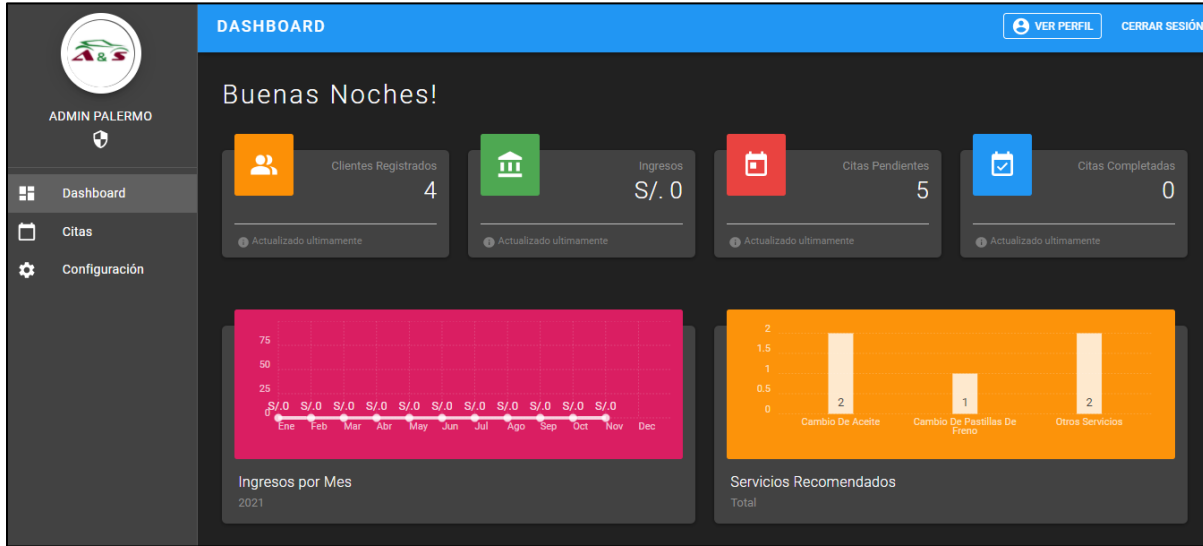 A & S
ADMIN PALERMO
Dashboard
Citas
Configuración
DASHBOARD
VER PERFIL
CERRAR SESIÓN
Buenas Noches!
Clientes Registrados
4
Actualizado ultimamente
Ingresos
S/. 0
Actualizado ultimamente
Citas Pendientes
5
Actualizado ultimamente
Citas Completadas
0
Actualizado ultimamente
75
50
25
0
S/.0 S/.0 S/.0 S/.0 S/.0 S/.0 S/.0 S/.0 S/.0 S/.0 S/.0
Ene Feb Mar Abr May Jun Jul Ago Sep Oct Nov Dec
Ingresos por Mes
2021
2
1.5
1
0.5
0
2 1 2
Cambio De Aceite Cambio De Pastillas De Otros Servicios
Freno
Servicios Recomendados
Total